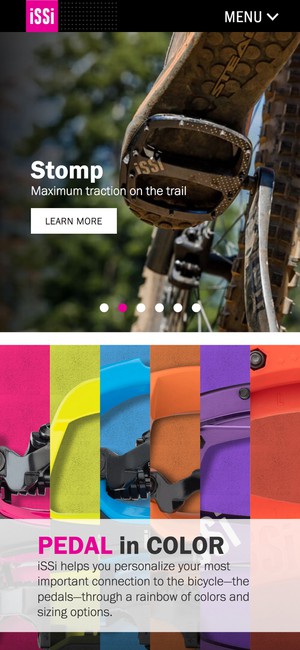 iSSi
MENU
iSSi
Stomp
Maximum traction on the trail
LEARN MORE
PEDAL in COLOR
iSSi helps you personalize your most
important connection to the bicycle—the
pedals—through a rainbow of colors and
sizing options.